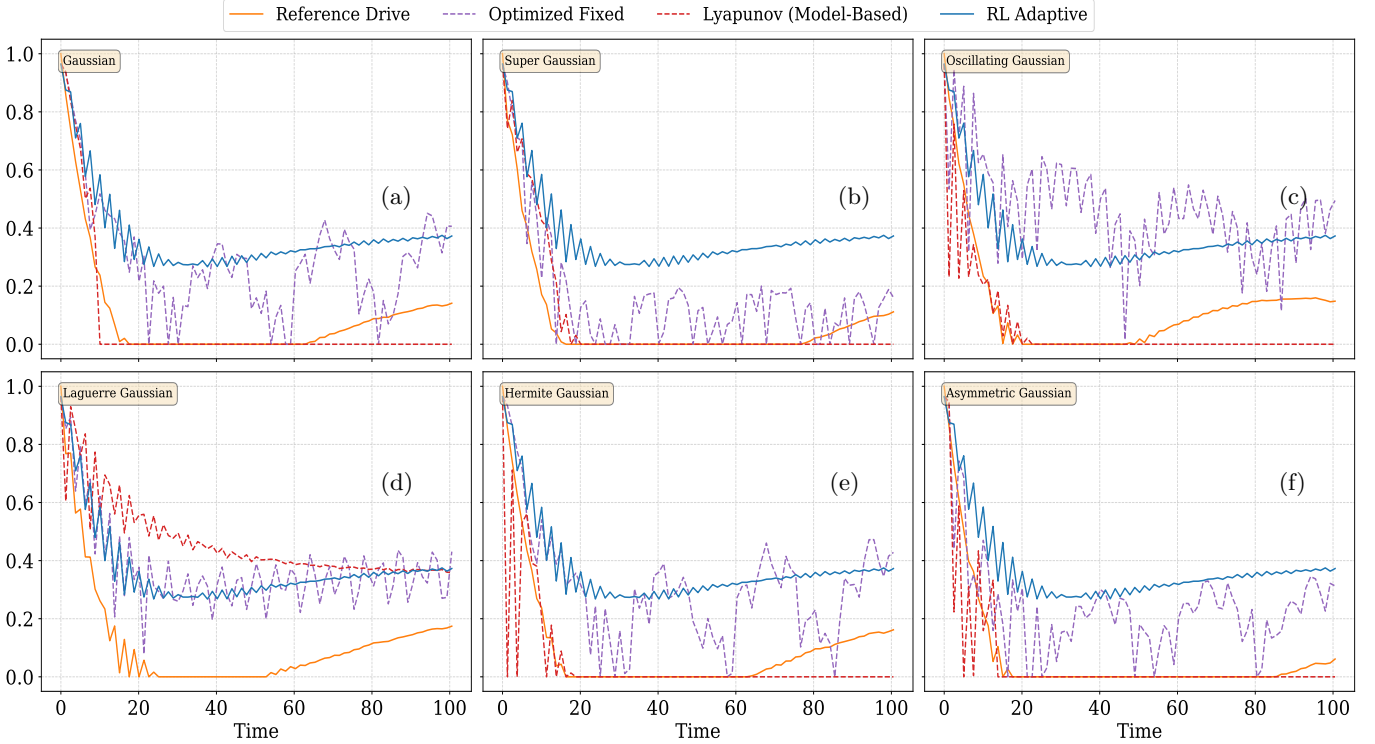 Reference Drive Optimized Fixed Lyapunov (Model-Based) RL Adaptive
1.0 Gaussian Super Gaussian Oscillating Gaussian
0.8
0.6
(a) (b) (c)
0.4
0.2
0.0
1.0 Laguerre Gaussian Hermite Gaussian Asymmetric Gaussian
0.8
(d) (e) (f)
0.6
0.4
0.2
0.0
0 20 40 60 80 100 0 20 40 60 80 100 0 20 40 60 80 100
Time Time Time